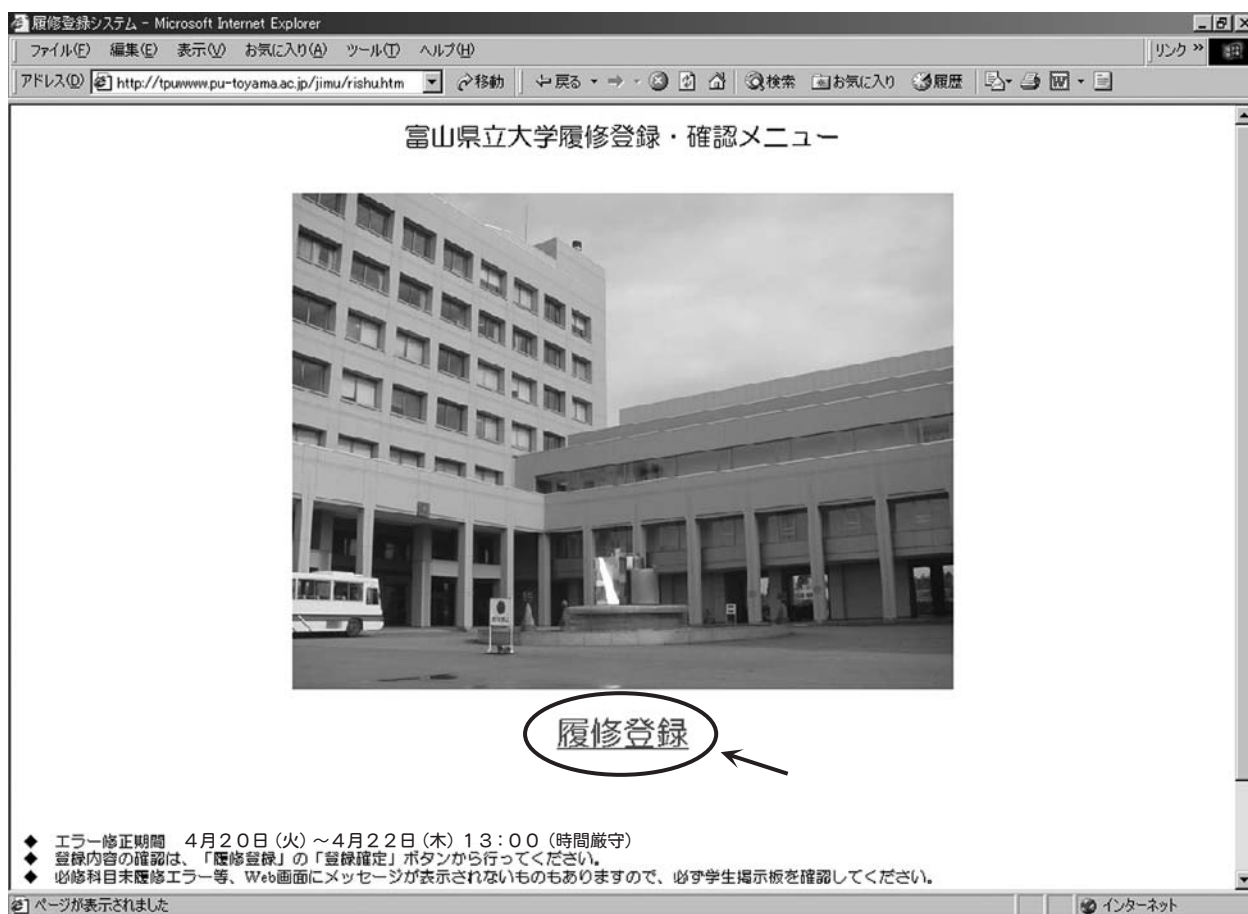 履修登録システム - Microsoft Internet Explorer
ファイル(F) 編集(E) 表示(V) お気に入り(A) ツール(T) ヘルプ(H) リンク »
アドレス(D) http://tpuwww.pu-toyama.ac.jp/jimu/rishu.htm 移動 戻る 検索 お気に入り 履歴
富山県立大学履修登録・確認メニュー
履修登録
◆ エラー修正期間 4月20日(火)~4月22日(木)13:00(時間厳守)
◆ 登録内容の確認は、「履修登録」の「登録確定」ボタンから行ってください。
◆ 必修科目未履修エラー等、Web画面にメッセージが表示されないものもありますので、必ず学生掲示板を確認してください。
ページが表示されました インターネット